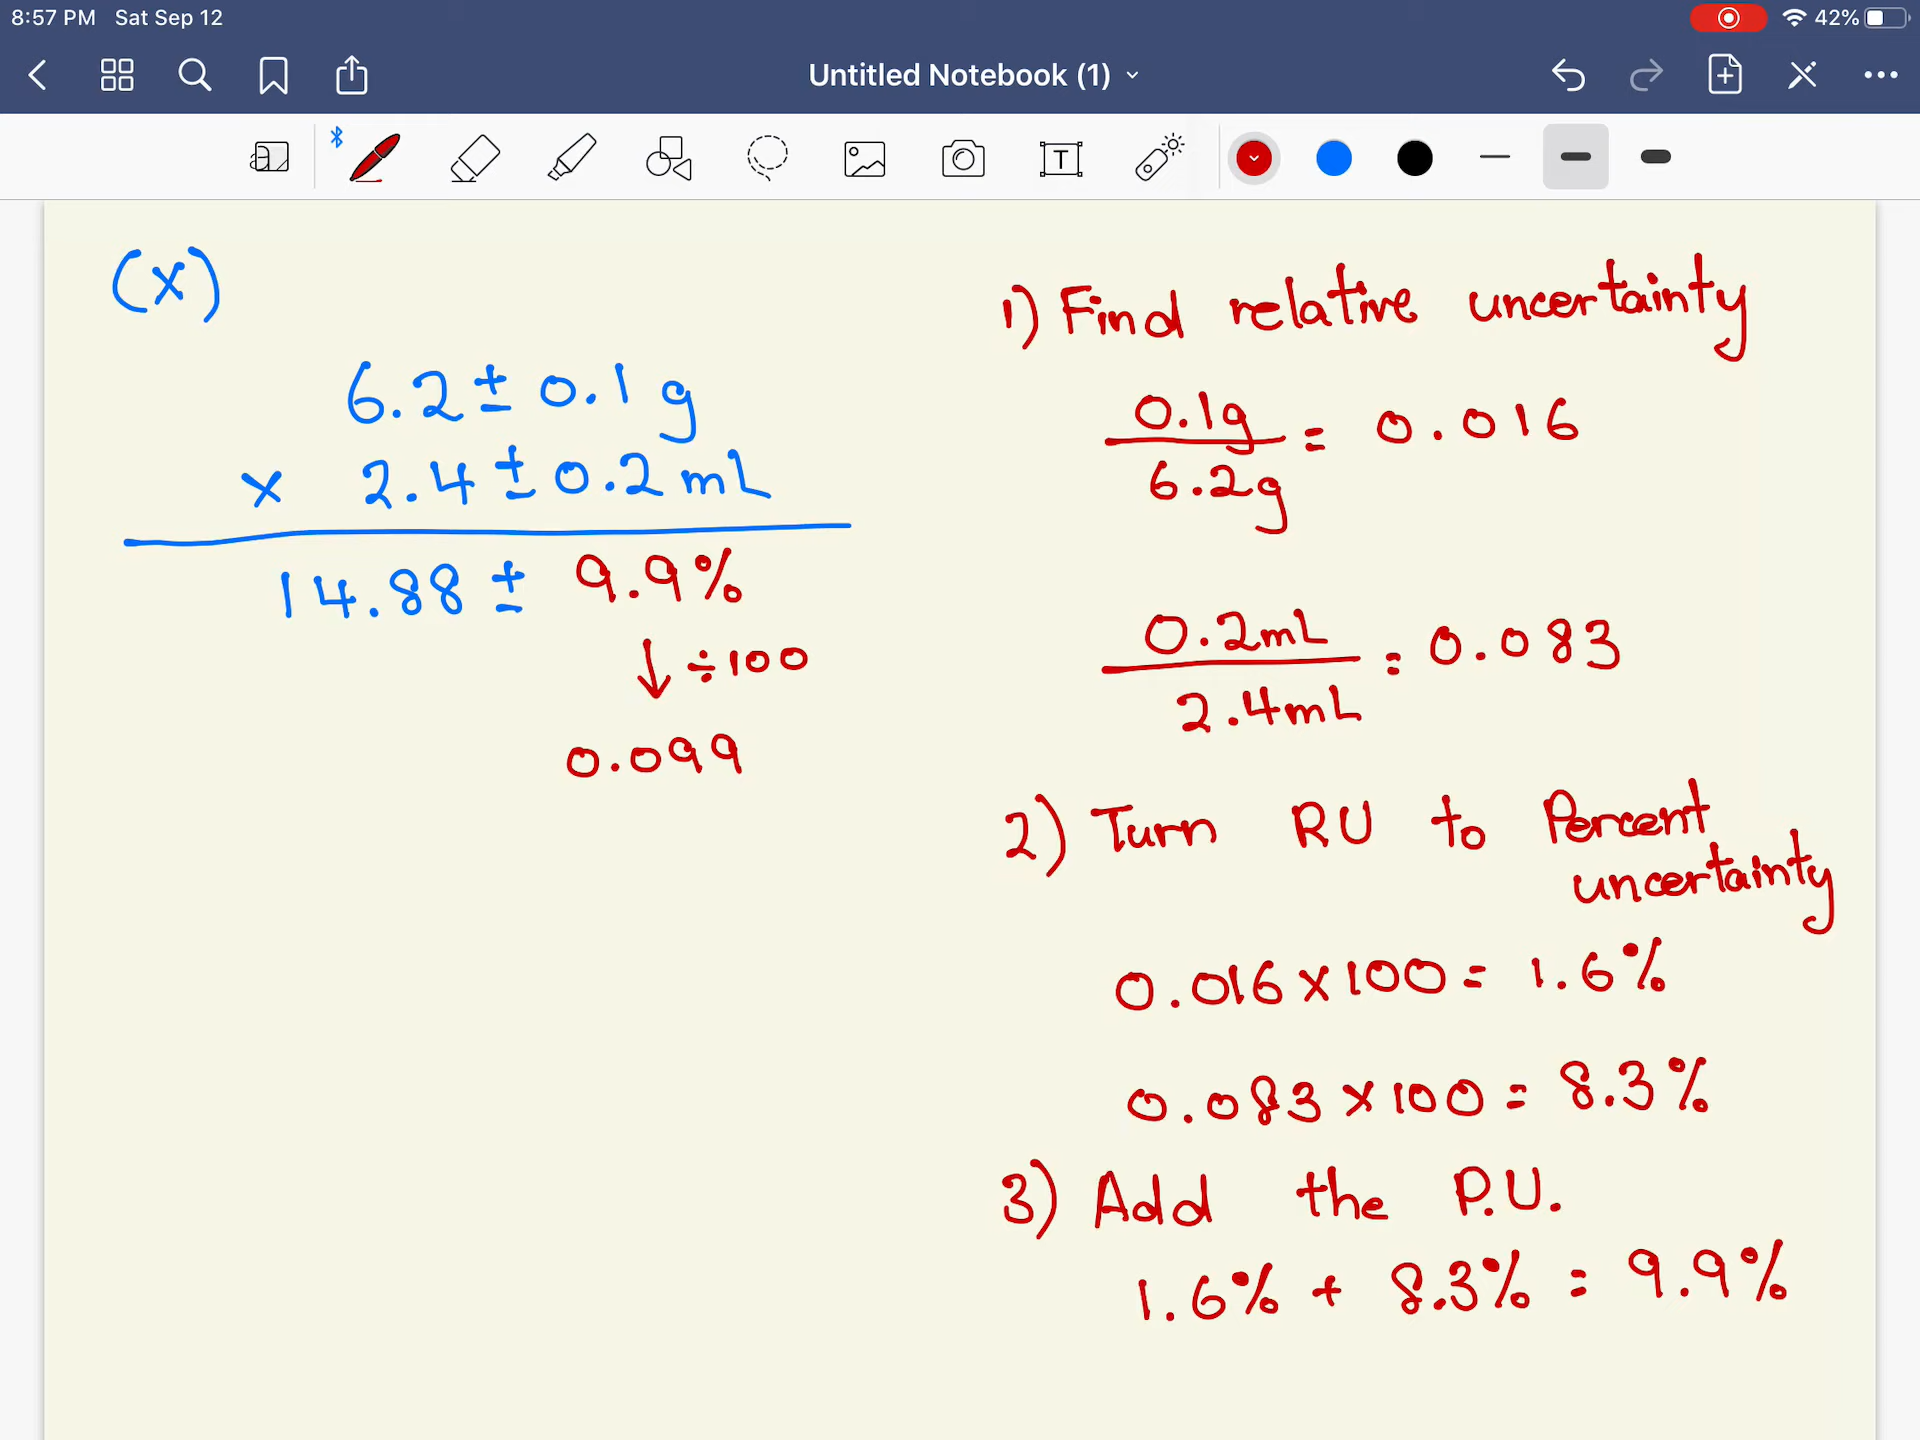 8:57 PM Sat Sep 12
42%
Untitled Notebook (1)
T
(x)
6.2 ± 0.1 g
x 2.4 ± 0.2 mL
14.88 ± 9.9%
↓ ÷100
0.099
1) Find relative uncertainty
0.1g
= 0.016
6.2g
0.2mL
= 0.083
2.4mL
2) Turn RU to Percent
uncertainty
0.016 x 100 = 1.6%
0.083 x 100 = 8.3%
3) Add the P.U.
1.6% + 8.3% = 9.9%